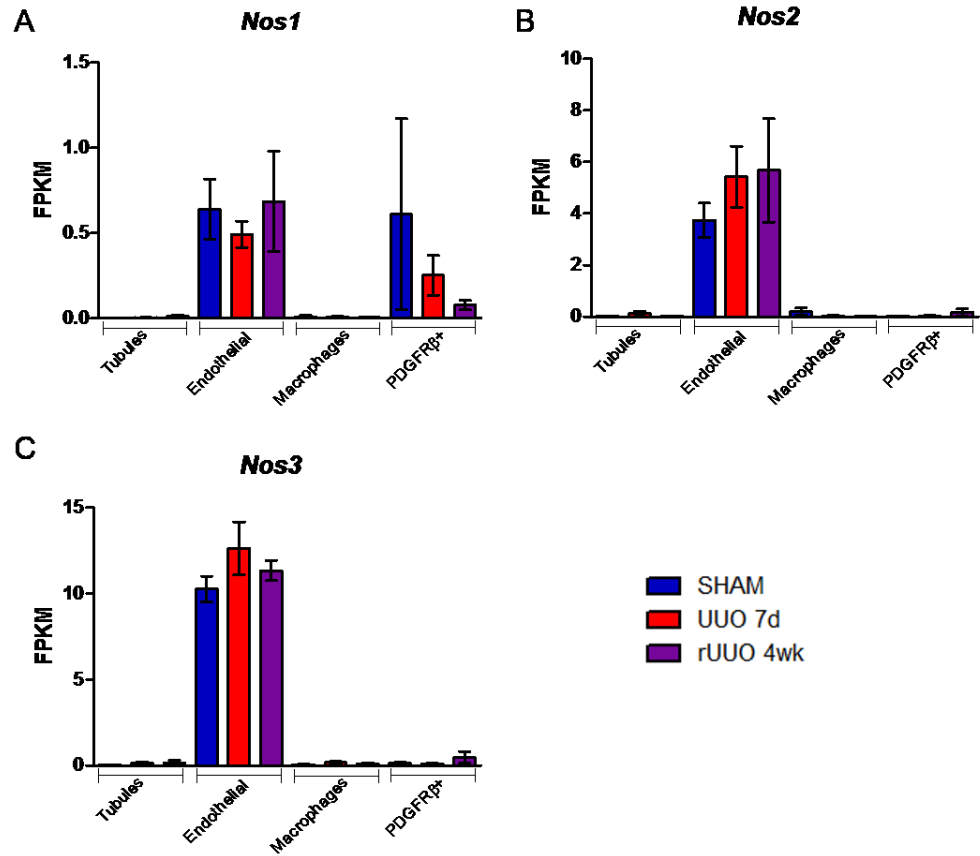 A
Nos1
FPKM
1.5
1.0
0.5
0.0
Tubules
Endothelial
Macrophages
PDGFRβ+
B
Nos2
FPKM
10
8
6
4
2
0
Tubules
Endothelial
Macrophages
PDGFRβ+
C
Nos3
FPKM
15
10
5
0
Tubules
Endothelial
Macrophages
PDGFRβ+
SHAM
UUO 7d
rUUO 4wk